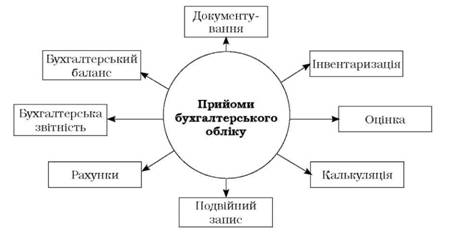 Документу-
вання
Бухгалтерський
баланс
Інвентаризація
Прийоми
бухгалтерського
обліку
Бухгалтерська
звітність
Оцінка
Рахунки
Калькуляція
Подвійний
запис